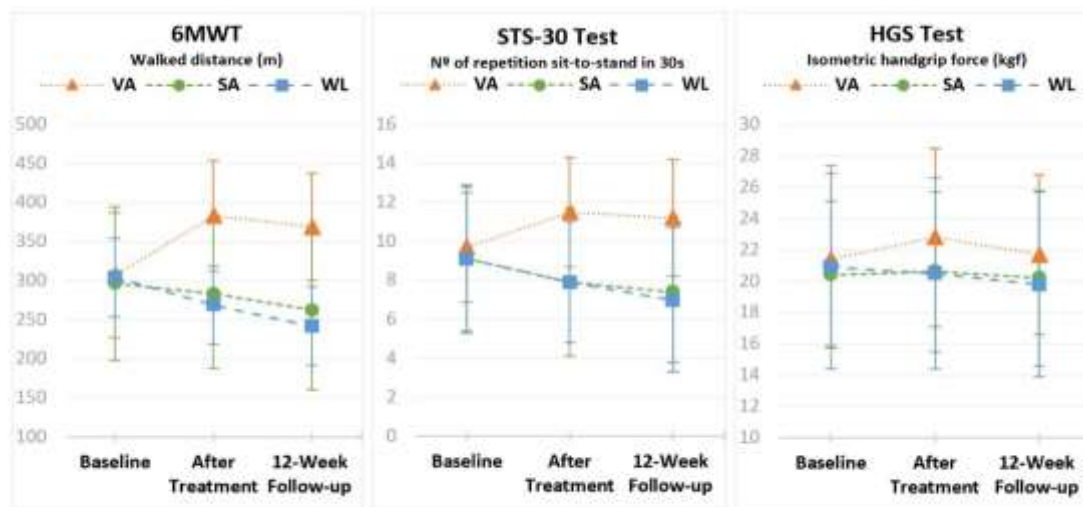 6MWT
Walked distance (m)
VA SA WL
500
450
400
350
300
250
200
150
100
Baseline After Treatment 12-Week Follow-up
STS-30 Test
Nº of repetition sit-to-stand in 30s
VA SA WL
16
14
12
10
8
6
4
2
0
Baseline After Treatment 12-Week Follow-up
HGS Test
Isometric handgrip force (kgf)
VA SA WL
30
28
26
24
22
20
18
16
14
12
10
Baseline After Treatment 12-Week Follow-up